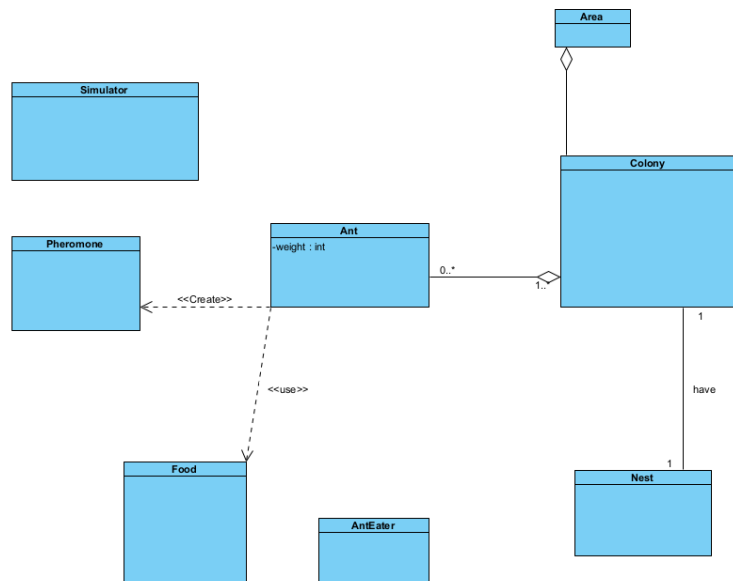 Area
Simulator
Colony
Ant
-weight : int
Pheromone
0..*
1..*
<<Create>>
1
<<use>>
have
1
Food
Nest
AntEater